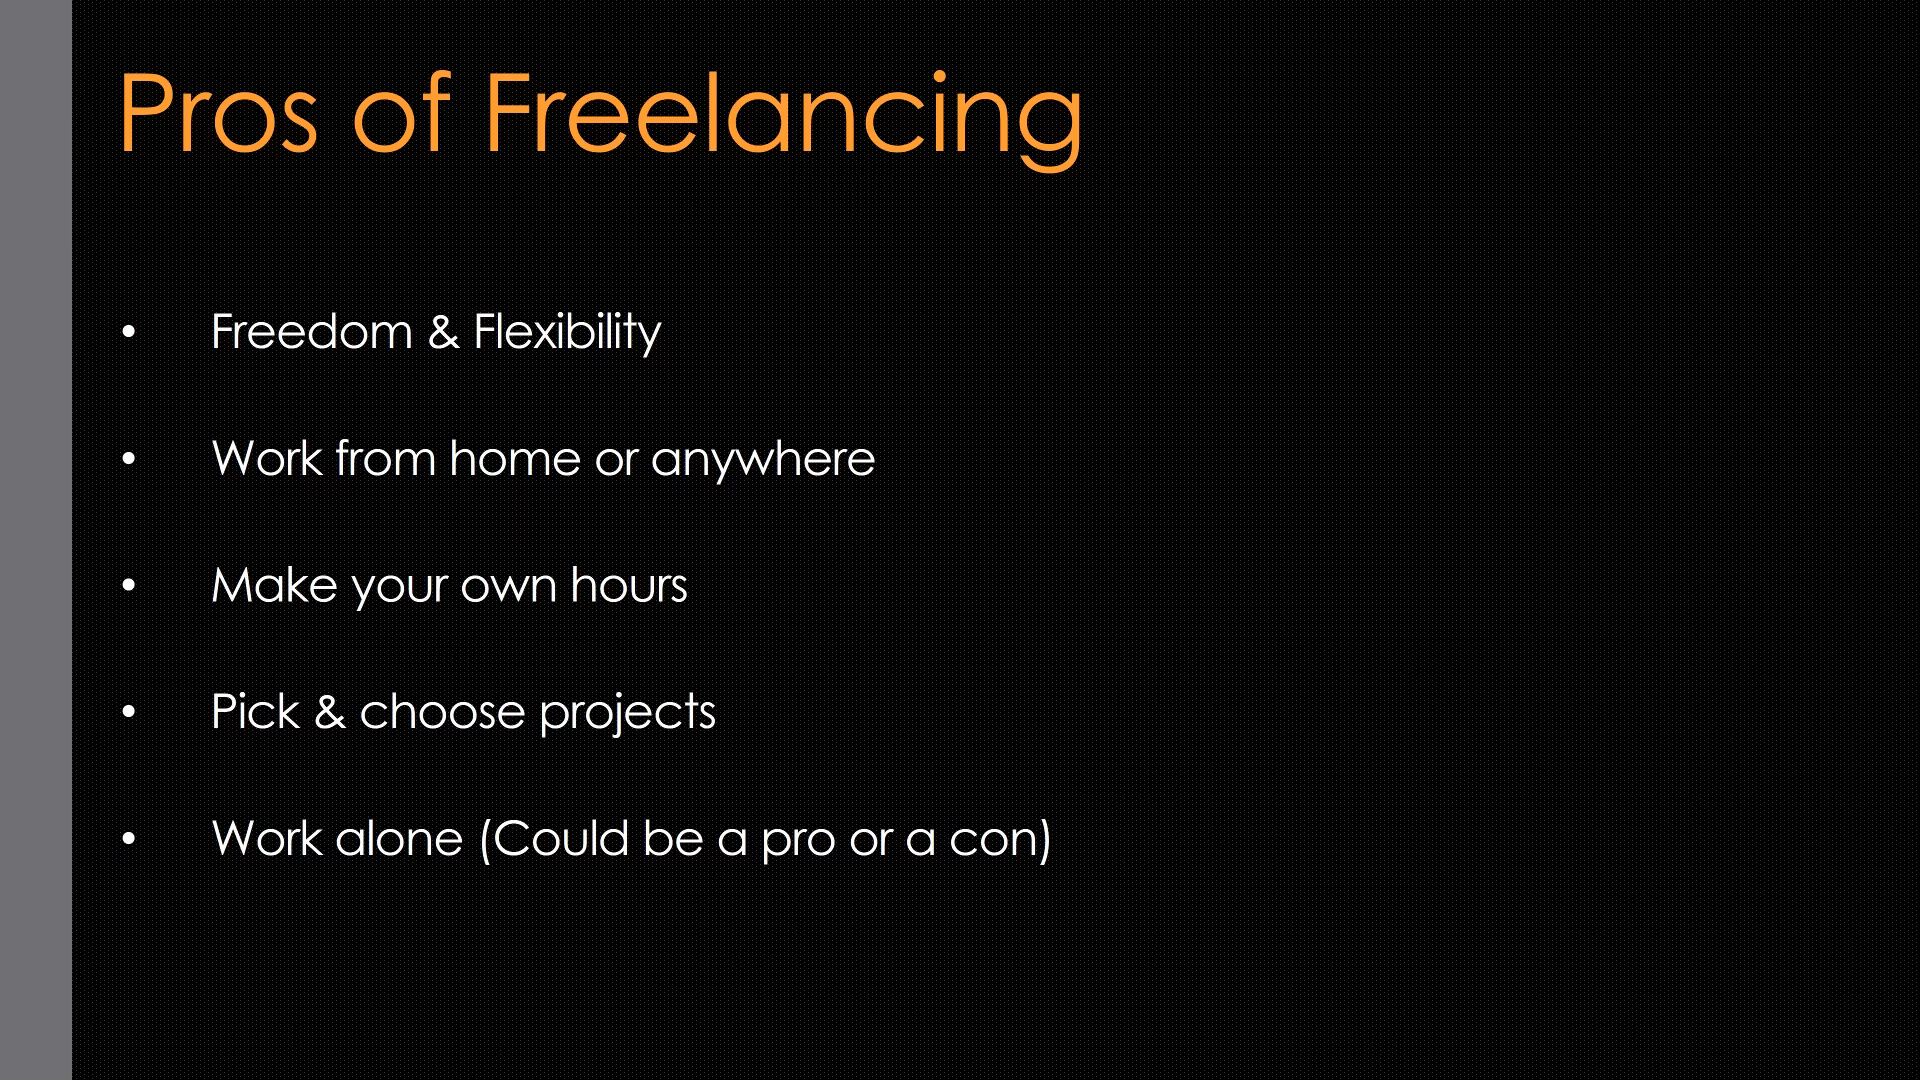 Pros of Freelancing
• Freedom & Flexibility
• Work from home or anywhere
• Make your own hours
• Pick & choose projects
• Work alone (Could be a pro or a con)